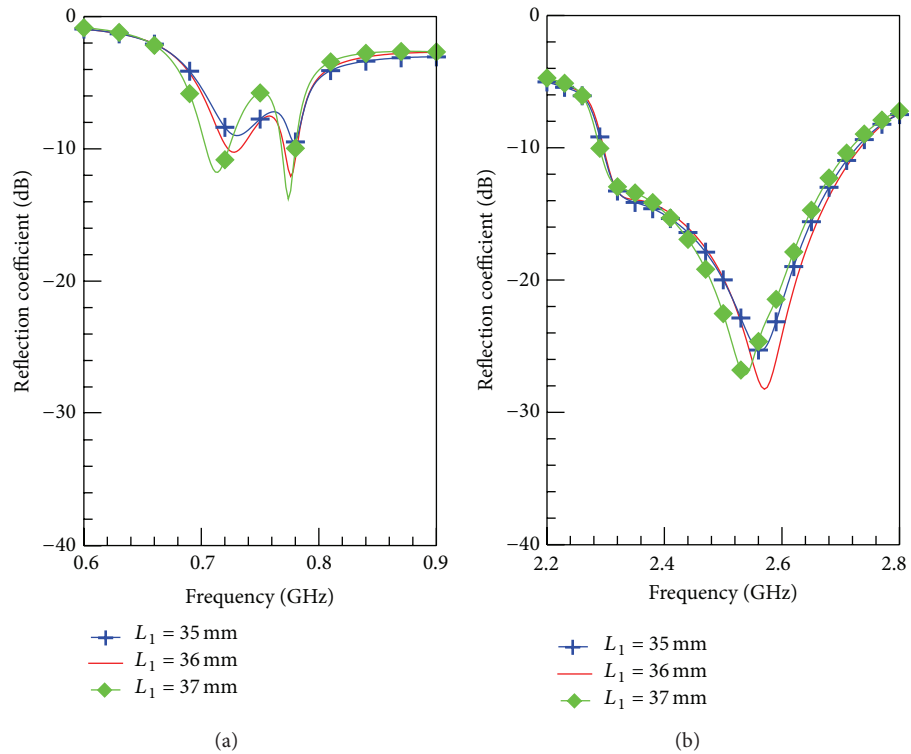 0
−10
−20
−30
−40
Reflection coefficient (dB)
0.6
0.7
0.8
0.9
Frequency (GHz)
L1 = 35 mm
L1 = 36 mm
L1 = 37 mm
(a)
0
−10
−20
−30
−40
Reflection coefficient (dB)
2.2
2.4
2.6
2.8
Frequency (GHz)
L1 = 35 mm
L1 = 36 mm
L1 = 37 mm
(b)